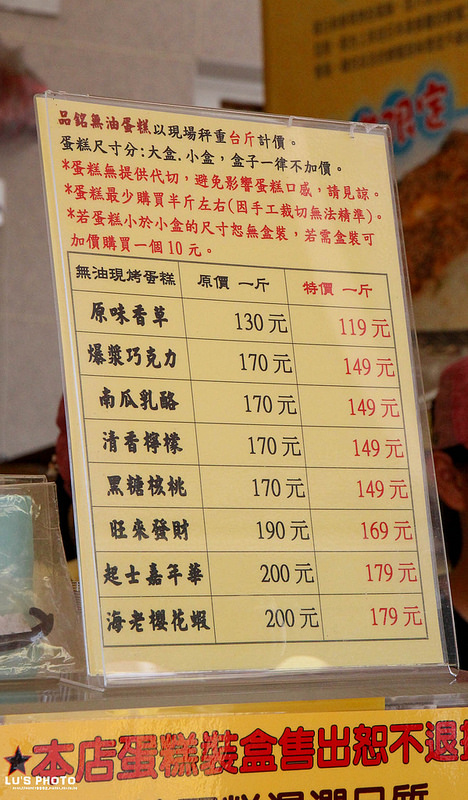 限定
品銘無油蛋糕以現場秤重台斤計價。
蛋糕尺寸分:大盒.小盒,盒子一律不加價。
*蛋糕無提供代切,避免影響蛋糕口感,請見諒。
*蛋糕最少購買半斤左右(因手工裁切無法精準)。
*若蛋糕小於小盒的尺寸恕無盒裝,若需盒裝可
加價購買一個10元。
無油現烤蛋糕 原價 一斤 特價 一斤
原味香草 130元 119元
爆漿巧克力 170元 149元
南瓜乳酪 170元 149元
清香檸檬 170元 149元
黑糖核桃 170元 149元
旺來發財 190元 169元
起士嘉年華 200元 179元
海老櫻花蝦 200元 179元
★本店蛋糕裝盒售出恕不退
LU'S PHOTO